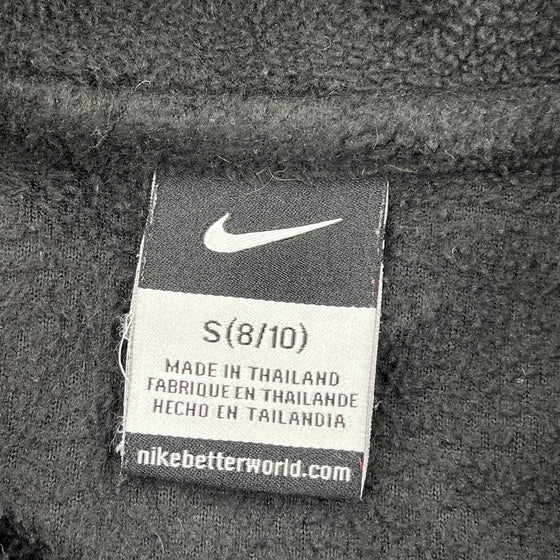 S(8/10)
MADE IN THAILAND
FABRIQUE EN THAILANDE
HECHO EN TAILANDIA
nikebetterworld.com